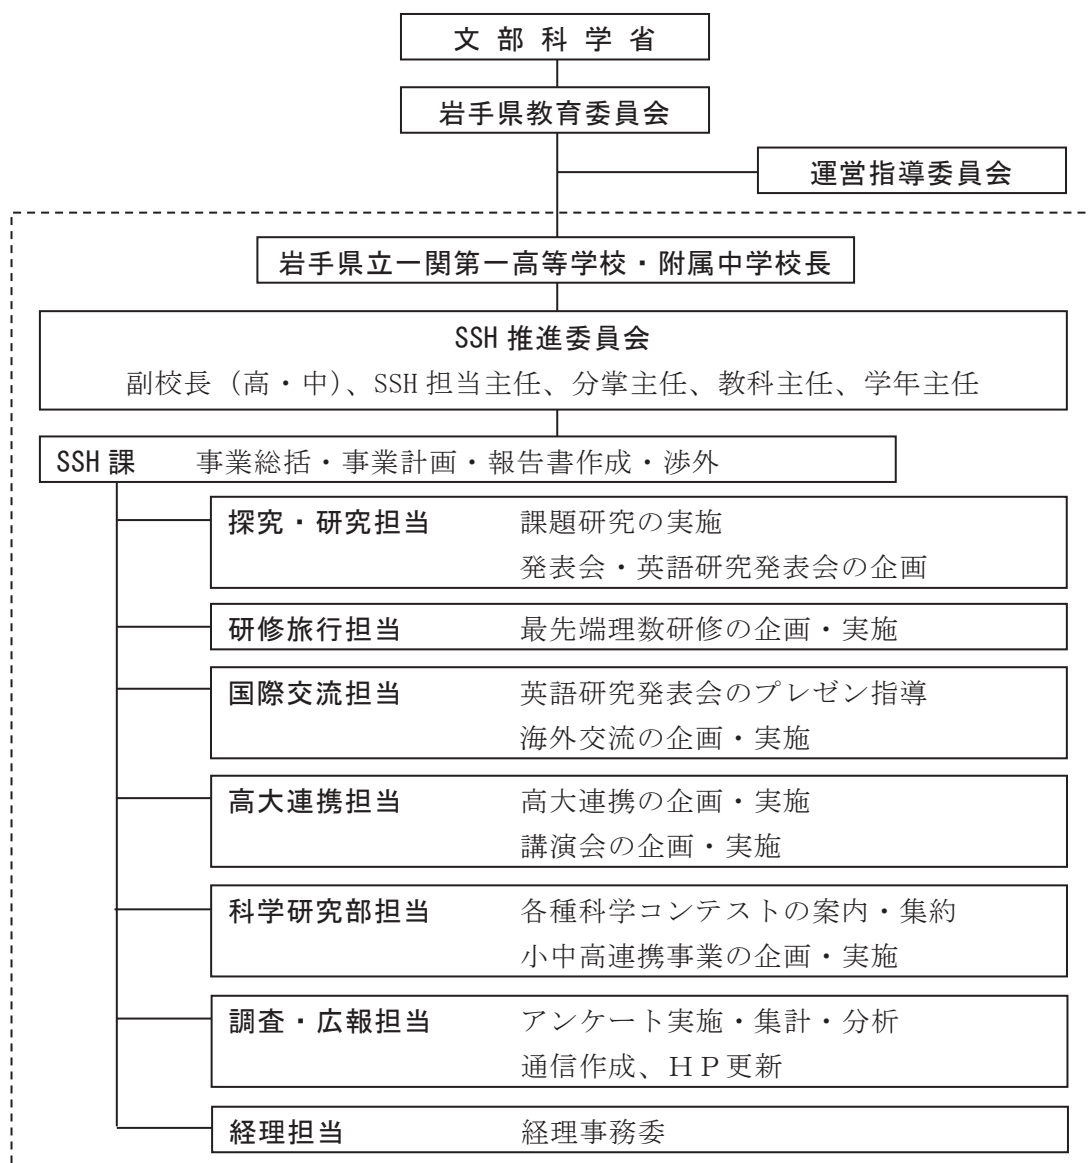 文部科学省
岩手県教育委員会
運営指導委員会
岩手県立一関第一高等学校・附属中学校長
SSH 推進委員会
副校長（高・中）、SSH 担当主任、分掌主任、教科主任、学年主任
SSH 課 事業総括・事業計画・報告書作成・渉外
探究・研究担当 課題研究の実施
発表会・英語研究発表会の企画
研修旅行担当 最先端理数研修の企画・実施
国際交流担当 英語研究発表会のプレゼン指導
海外交流の企画・実施
高大連携担当 高大連携の企画・実施
講演会の企画・実施
科学研究部担当 各種科学コンテストの案内・集約
小中高連携事業の企画・実施
調査・広報担当 アンケート実施・集計・分析
通信作成、ＨＰ更新
経理担当 経理事務委